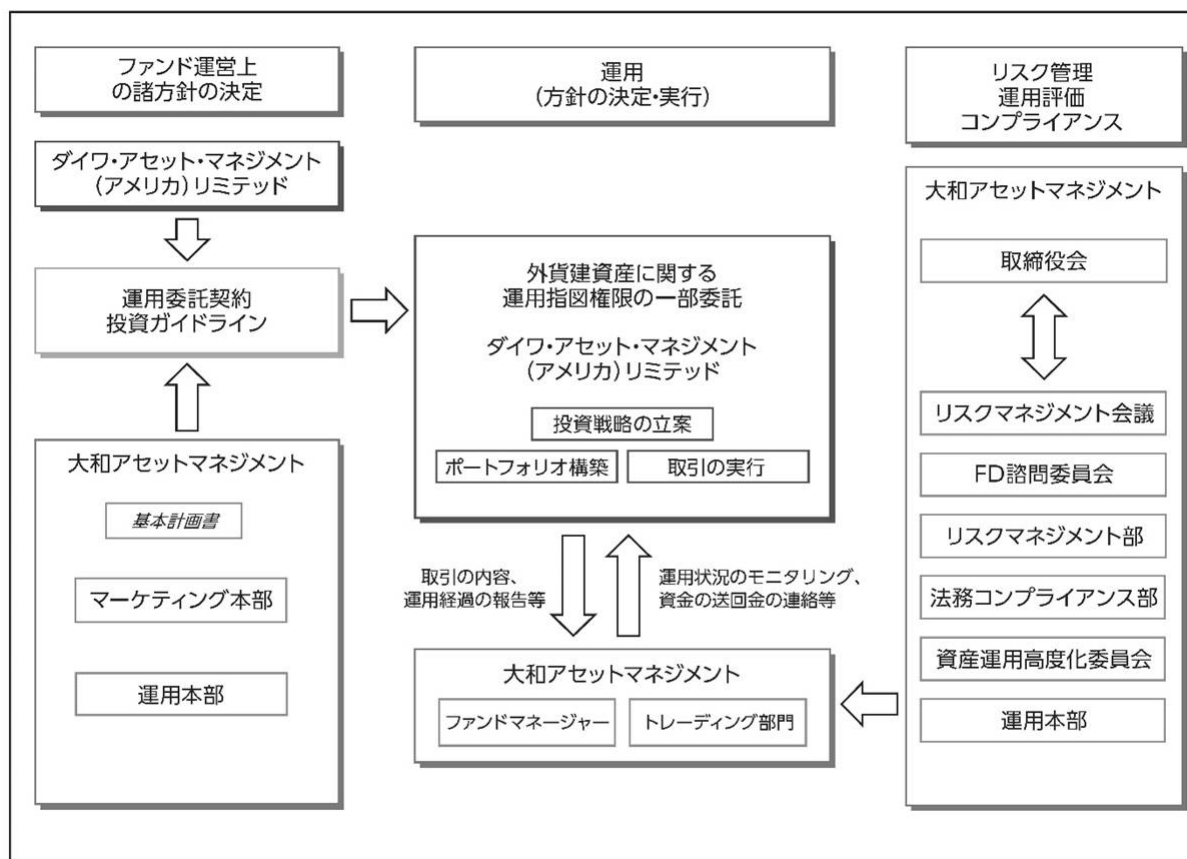 ファンド運営上
の諸方針の決定
ダイワ・アセット・マネジメント
(アメリカ)リミテッド
運用委託契約
投資ガイドライン
大和アセットマネジメント
基本計画書
マーケティング本部
運用本部
運用
(方針の決定・実行)
外貨建資産に関する
運用指図権限の一部委託
ダイワ・アセット・マネジメント
(アメリカ)リミテッド
投資戦略の立案
ポートフォリオ構築
取引の実行
取引の内容、
運用経過の報告等
運用状況のモニタリング、
資金の送回金の連絡等
大和アセットマネジメント
ファンドマネージャー
トレーディング部門
リスク管理
運用評価
コンプライアンス
大和アセットマネジメント
取締役会
リスクマネジメント会議
FD諮問委員会
リスクマネジメント部
法務コンプライアンス部
資産運用高度化委員会
運用本部